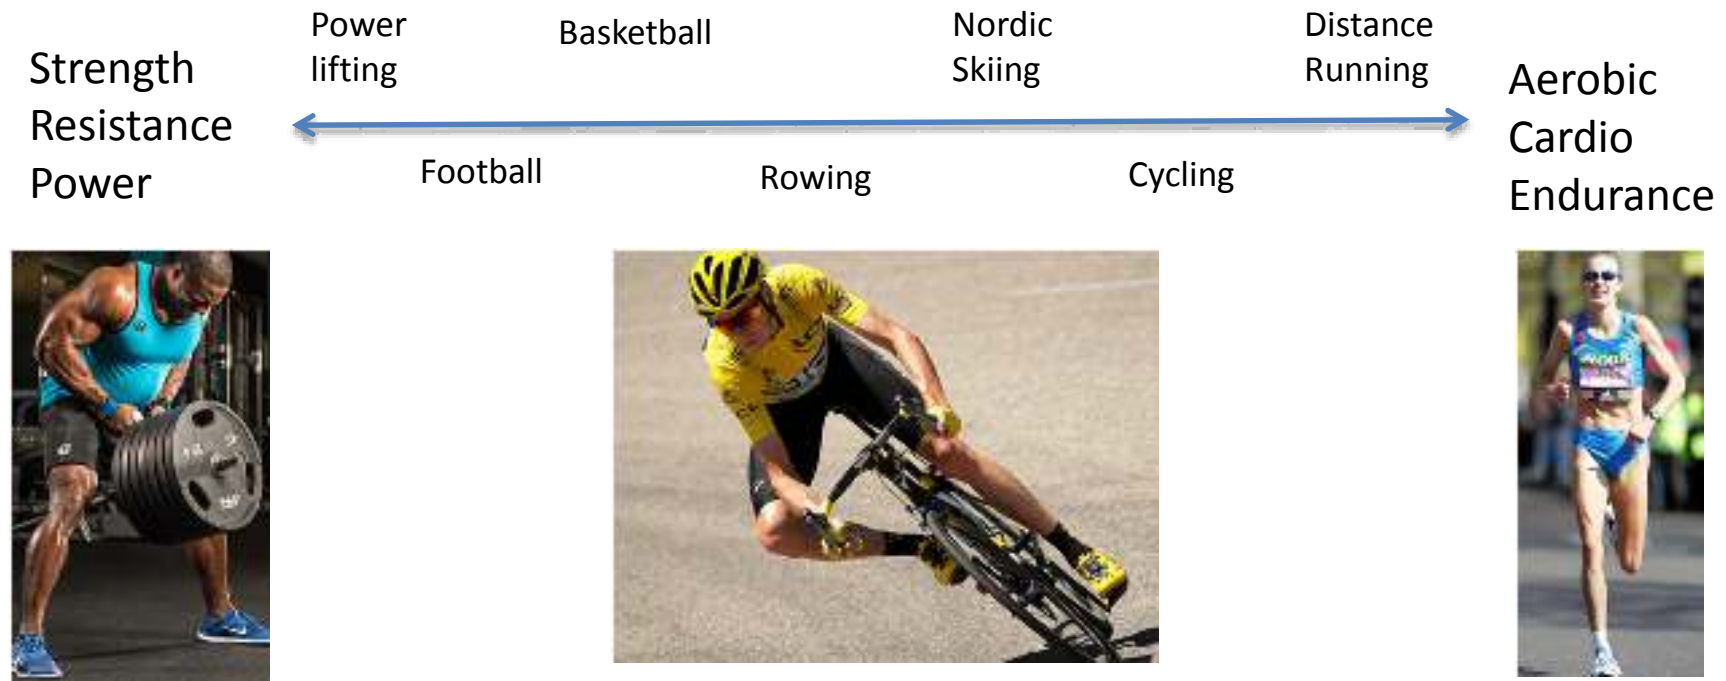 Strength
Resistance
Power
Power
lifting
Basketball
Nordic
Skiing
Distance
Running
Football
Rowing
Cycling
Aerobic
Cardio
Endurance